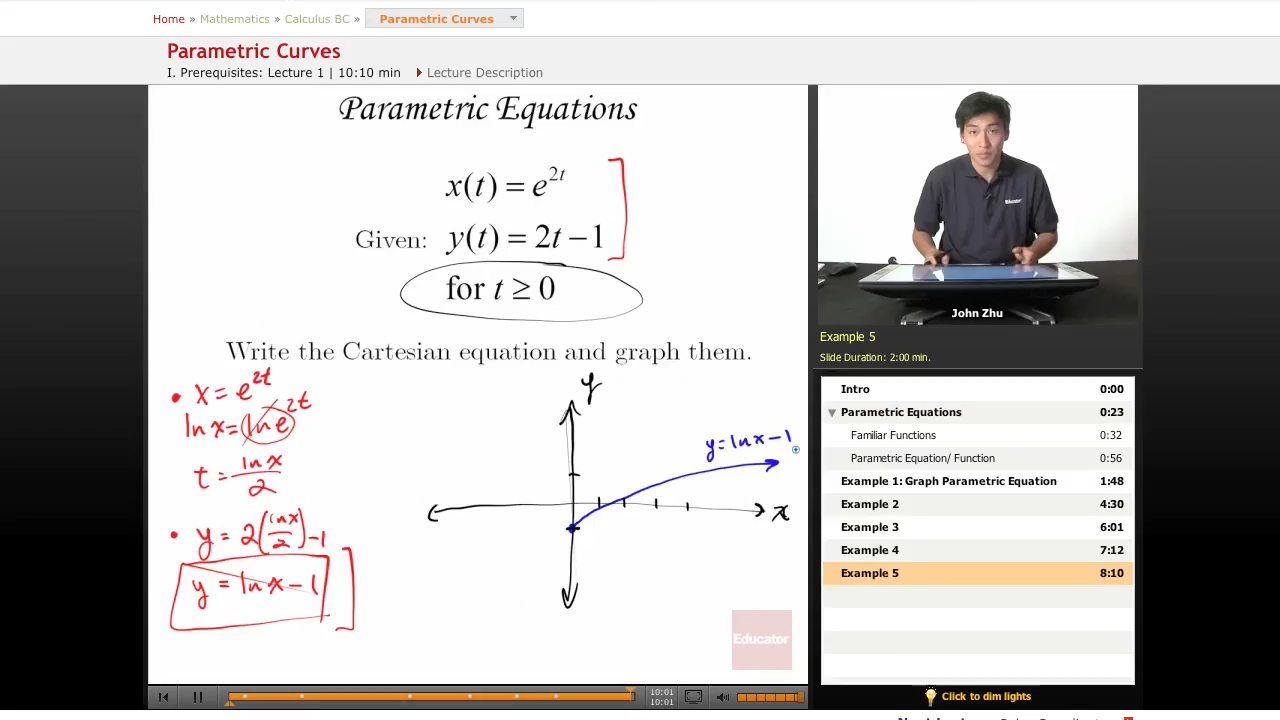 Home » Mathematics » Calculus BC » Parametric Curves
Parametric Curves
I. Prerequisites: Lecture 1 | 10:10 min Lecture Description
Parametric Equations
x(t) = e^{2t}
Given: y(t) = 2t − 1
for t ≥ 0
Write the Cartesian equation and graph them.
• x = e^{2t}
ln x = ln e^{2t}
t = ln x / 2
• y = 2(ln x / 2) − 1
y = ln x − 1
y
y = ln x − 1
x
Educator
Educator
John Zhu
Example 5
Slide Duration: 2:00 min.
Intro 0:00
Parametric Equations 0:23
Familiar Functions 0:32
Parametric Equation/ Function 0:56
Example 1: Graph Parametric Equation 1:48
Example 2 4:30
Example 3 6:01
Example 4 7:12
Example 5 8:10
10:01
10:01
Click to dim lights